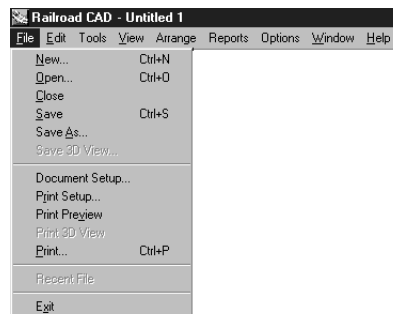 Railroad CAD - Untitled 1
File Edit Tools View Arrange Reports Options Window Help
New... Ctrl+N
Open... Ctrl+O
Close
Save Ctrl+S
Save As...
Save 3D View...
Document Setup...
Print Setup...
Print Preview
Print 3D View
Print... Ctrl+P
Recent File
Exit